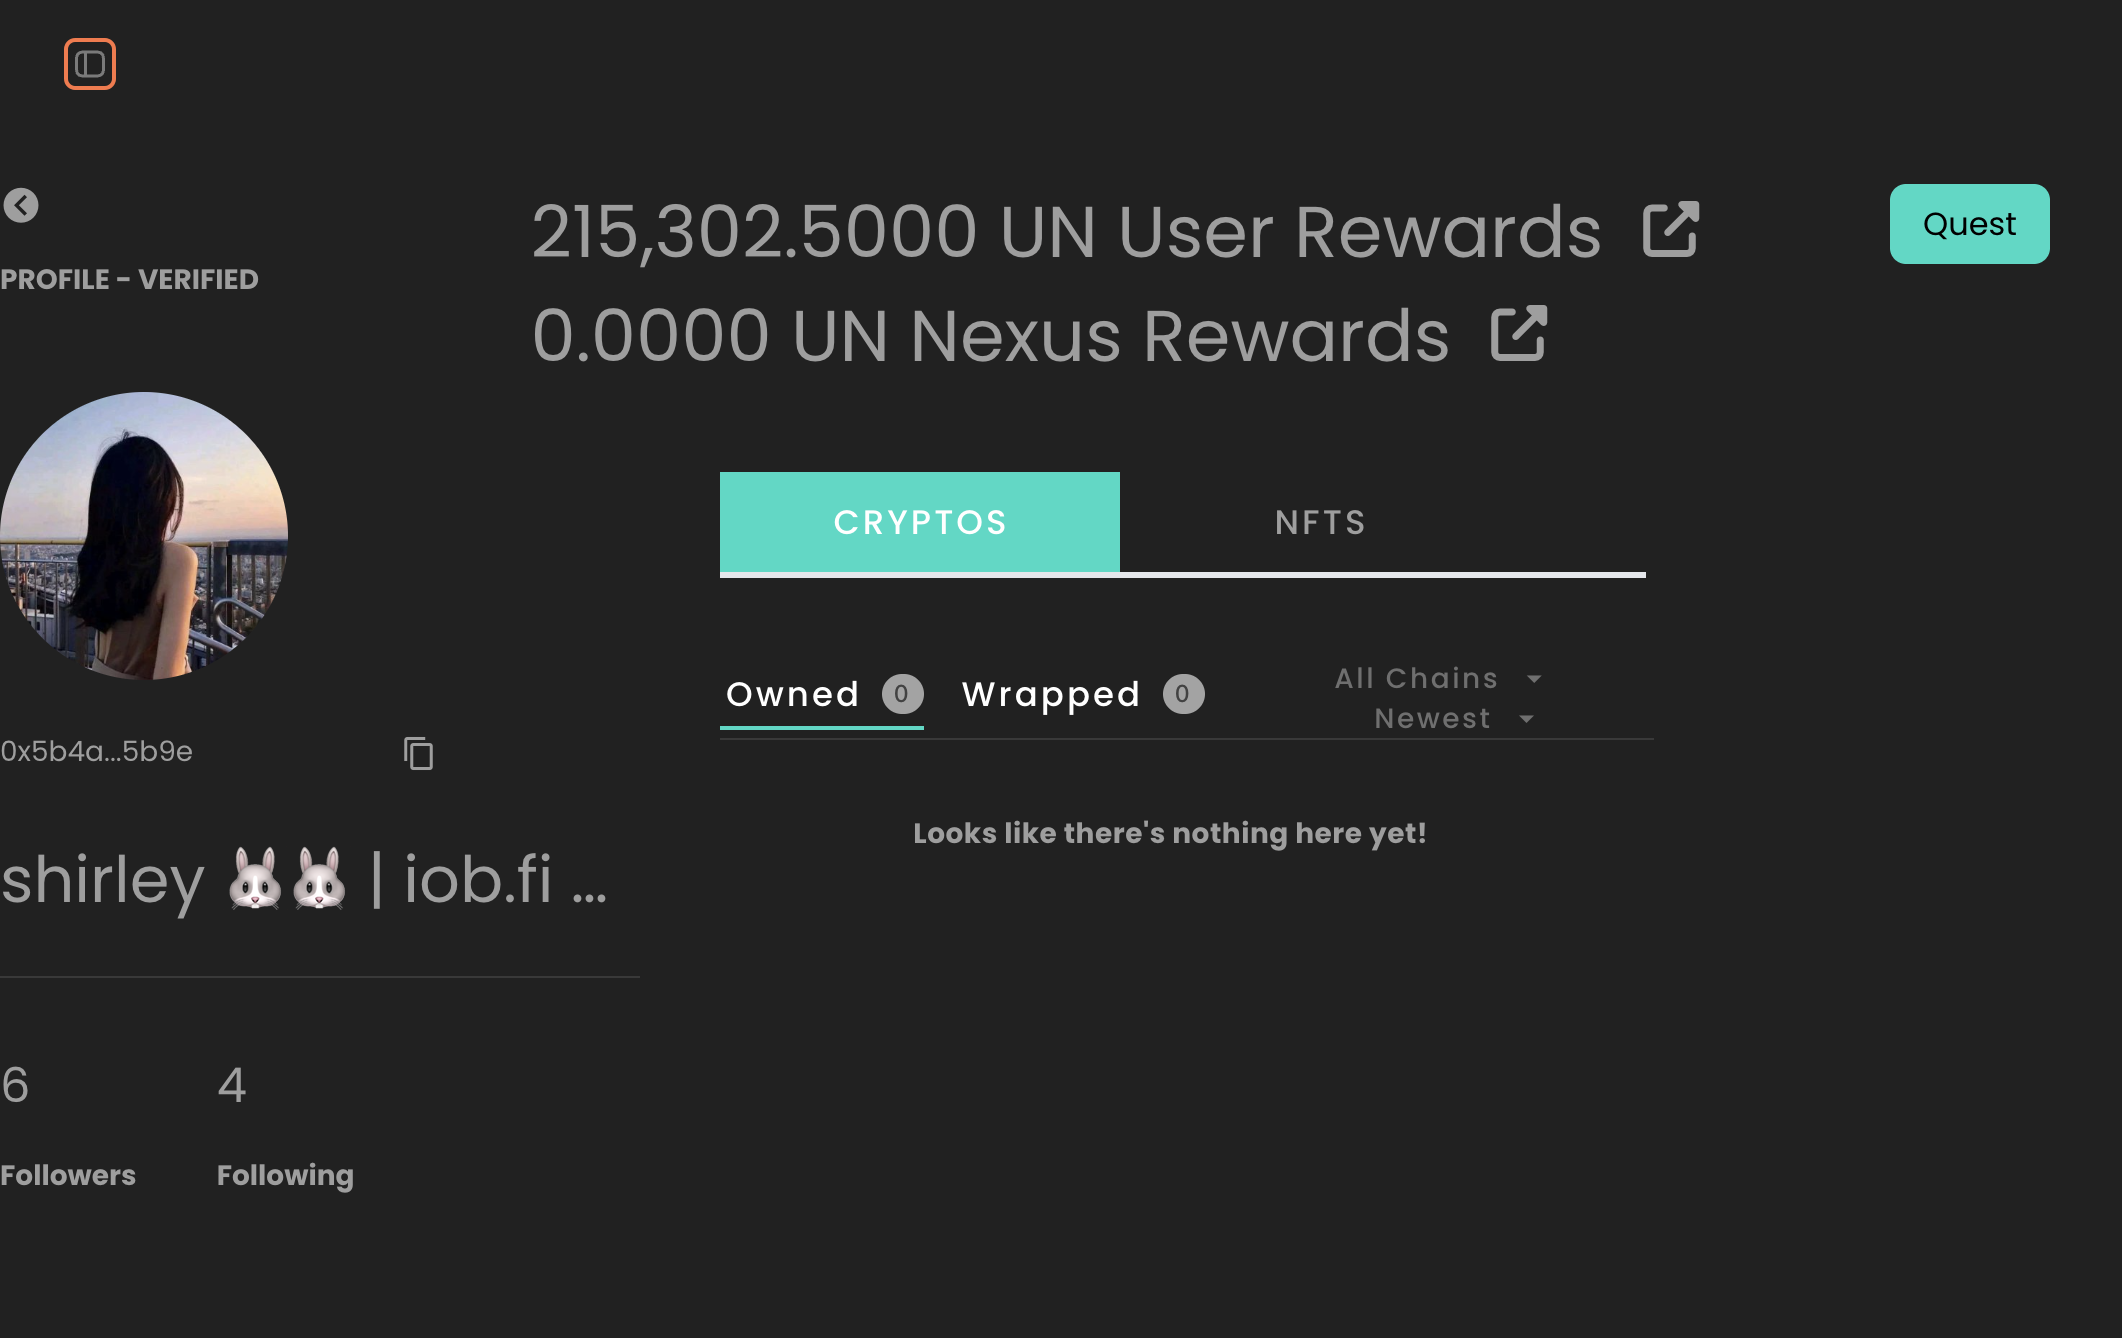 215,302.5000 UN User Rewards
Quest
PROFILE - VERIFIED
0.0000 UN Nexus Rewards
CRYPTOS
NFTS
Owned 0
Wrapped 0
All Chains
Newest
0x5b4a...5b9e
Looks like there's nothing here yet!
shirley 🐰🐰 | iob.fi ...
6
4
Followers
Following